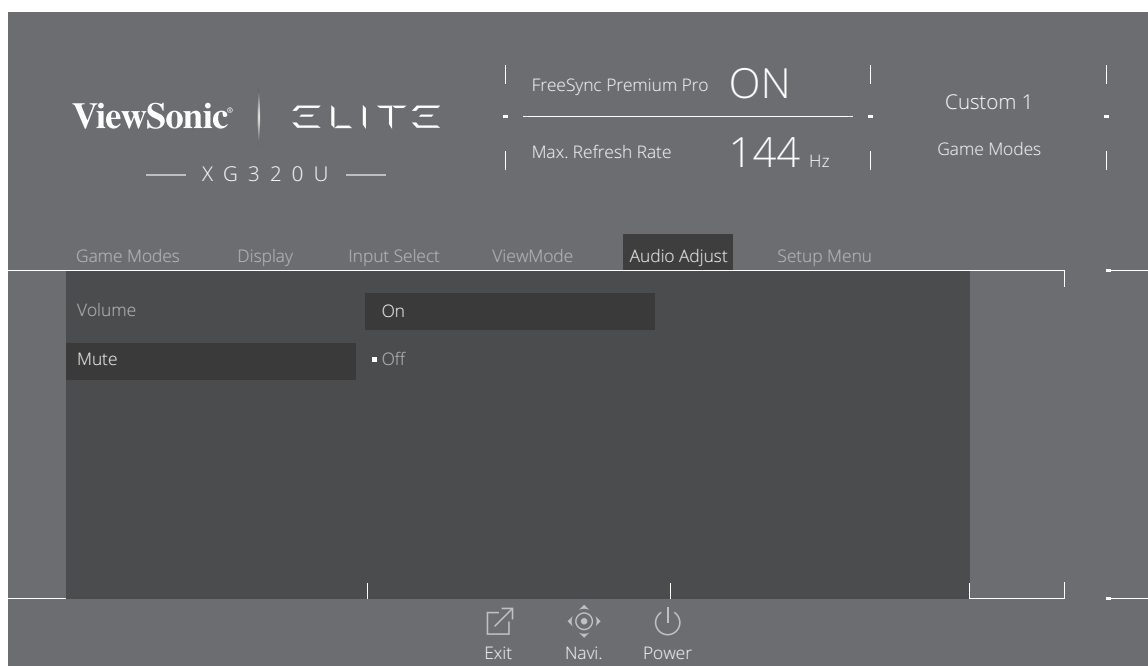 ViewSonic® ELITE
XG320U
FreeSync Premium Pro ON
Max. Refresh Rate 144 Hz
Custom 1
Game Modes
Game Modes Display Input Select ViewMode Audio Adjust Setup Menu
Volume On
Mute Off
Exit Navi. Power